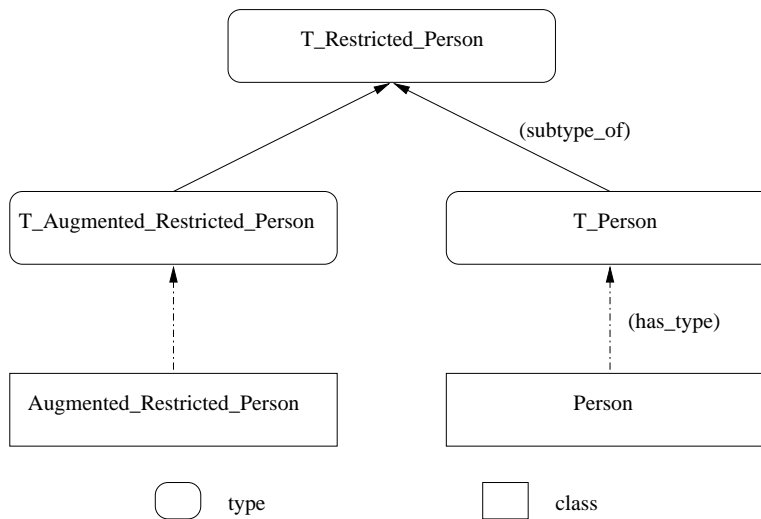 T_Restricted_Person
(subtype_of)
T_Augmented_Restricted_Person
T_Person
(has_type)
Augmented_Restricted_Person
Person
type
class